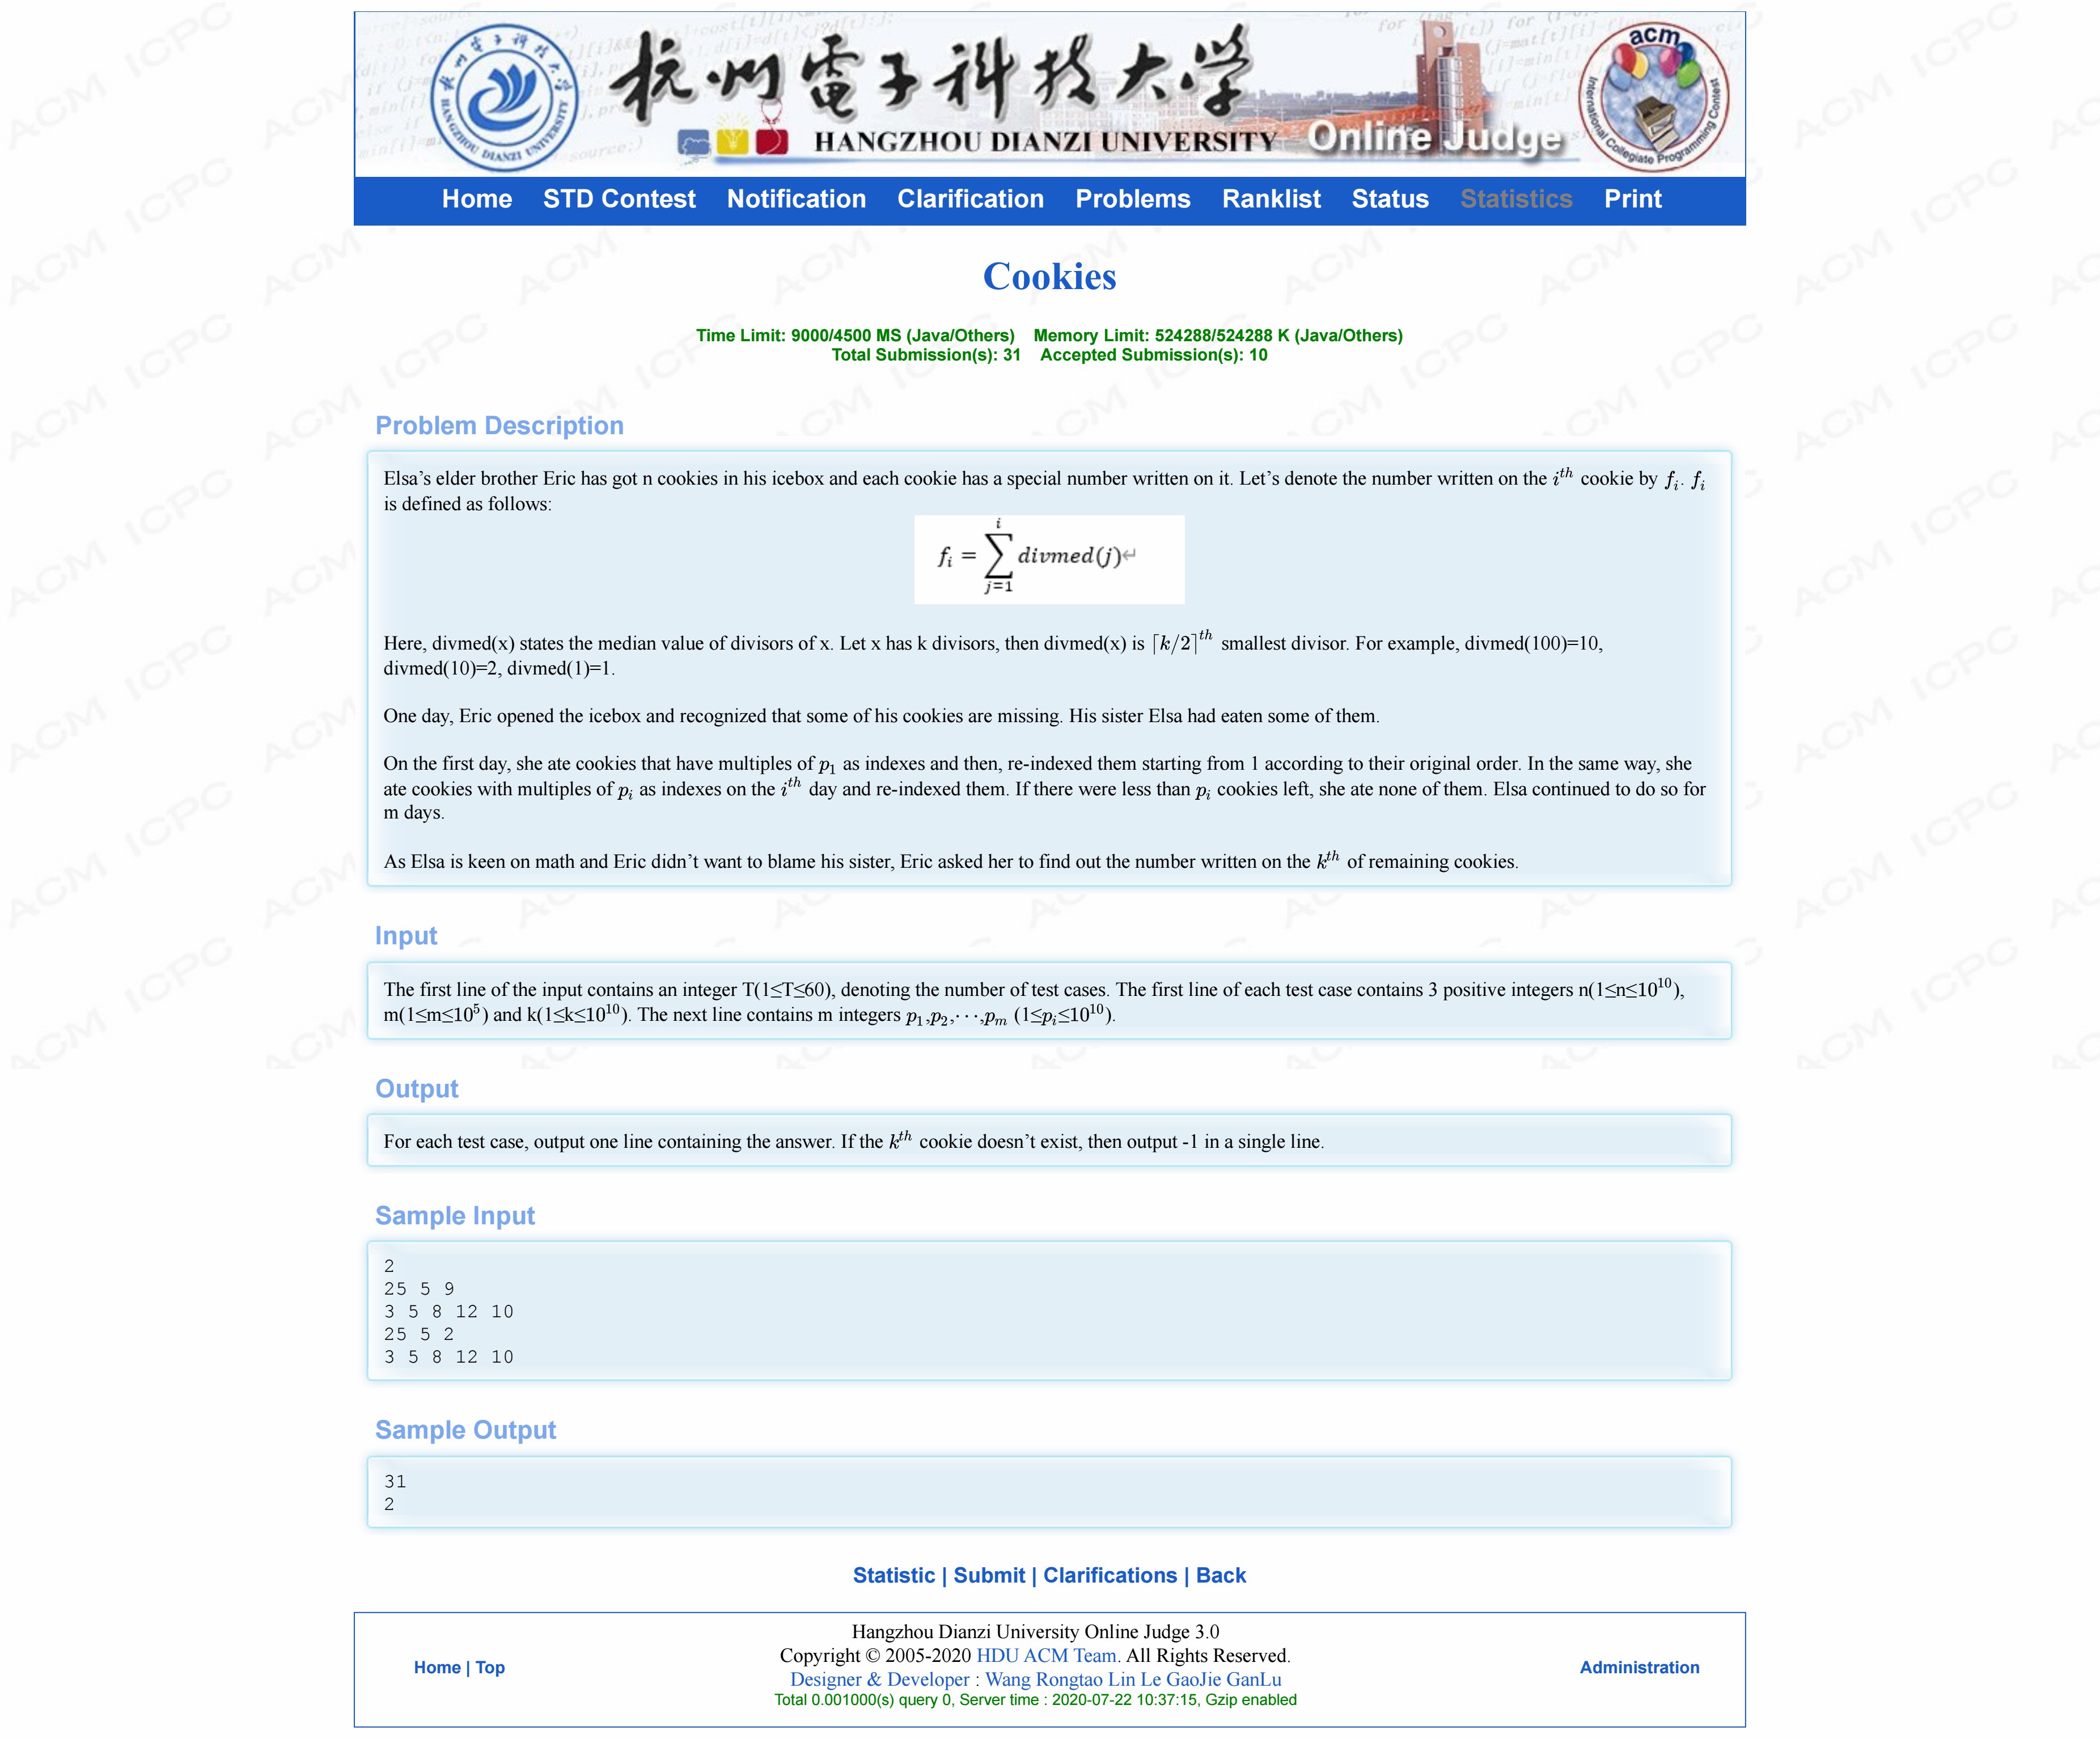 杭州電子科技大学
HANGZHOU DIANZI UNIVERSITY Online Judge
acm
International Collegiate Programming Contest
Home STD Contest Notification Clarification Problems Ranklist Status Statistics Print
Cookies
Time Limit: 9000/4500 MS (Java/Others) Memory Limit: 524288/524288 K (Java/Others)
Total Submission(s): 31 Accepted Submission(s): 10
Problem Description
Elsa’s elder brother Eric has got n cookies in his icebox and each cookie has a special number written on it. Let’s denote the number written on the i^{th} cookie by f_i. f_i
is defined as follows:
f_i = \sum_{j=1}^{i} divmed(j)↵
Here, divmed(x) states the median value of divisors of x. Let x has k divisors, then divmed(x) is ⌈k/2⌉^{th} smallest divisor. For example, divmed(100)=10,
divmed(10)=2, divmed(1)=1.
One day, Eric opened the icebox and recognized that some of his cookies are missing. His sister Elsa had eaten some of them.
On the first day, she ate cookies that have multiples of p_1 as indexes and then, re-indexed them starting from 1 according to their original order. In the same way, she
ate cookies with multiples of p_i as indexes on the i^{th} day and re-indexed them. If there were less than p_i cookies left, she ate none of them. Elsa continued to do so for
m days.
As Elsa is keen on math and Eric didn’t want to blame his sister, Eric asked her to find out the number written on the k^{th} of remaining cookies.
Input
The first line of the input contains an integer T(1≤T≤60), denoting the number of test cases. The first line of each test case contains 3 positive integers n(1≤n≤10^{10}),
m(1≤m≤10^5) and k(1≤k≤10^{10}). The next line contains m integers p_1,p_2,⋯,p_m (1≤p_i≤10^{10}).
Output
For each test case, output one line containing the answer. If the k^{th} cookie doesn’t exist, then output -1 in a single line.
Sample Input
2
25 5 9
3 5 8 12 10
25 5 2
3 5 8 12 10
Sample Output
31
2
Statistic | Submit | Clarifications | Back
Home | Top
Hangzhou Dianzi University Online Judge 3.0
Copyright © 2005-2020 HDU ACM Team. All Rights Reserved.
Designer & Developer : Wang Rongtao Lin Le GaoJie GanLu
Total 0.001000(s) query 0, Server time : 2020-07-22 10:37:15, Gzip enabled
Administration